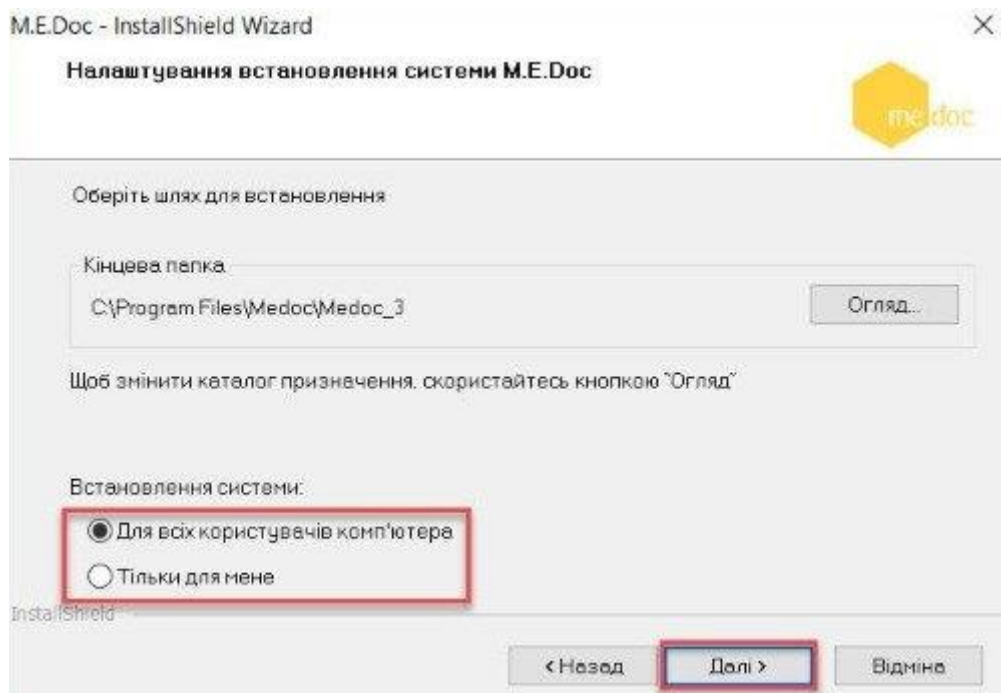 M.E.Doc - InstallShield Wizard
Налаштування встановлення системи M.E.Doc
me doc
Оберіть шлях для встановлення
Кінцева папка
C:\Program Files\Medoc\Medoc_3
Огляд...
Щоб змінити каталог призначення, скористайтесь кнопкою "Огляд"
Встановлення системи:
Для всіх користувачів комп'ютера
Тільки для мене
InstallShield
< Назад Далі > Відміна